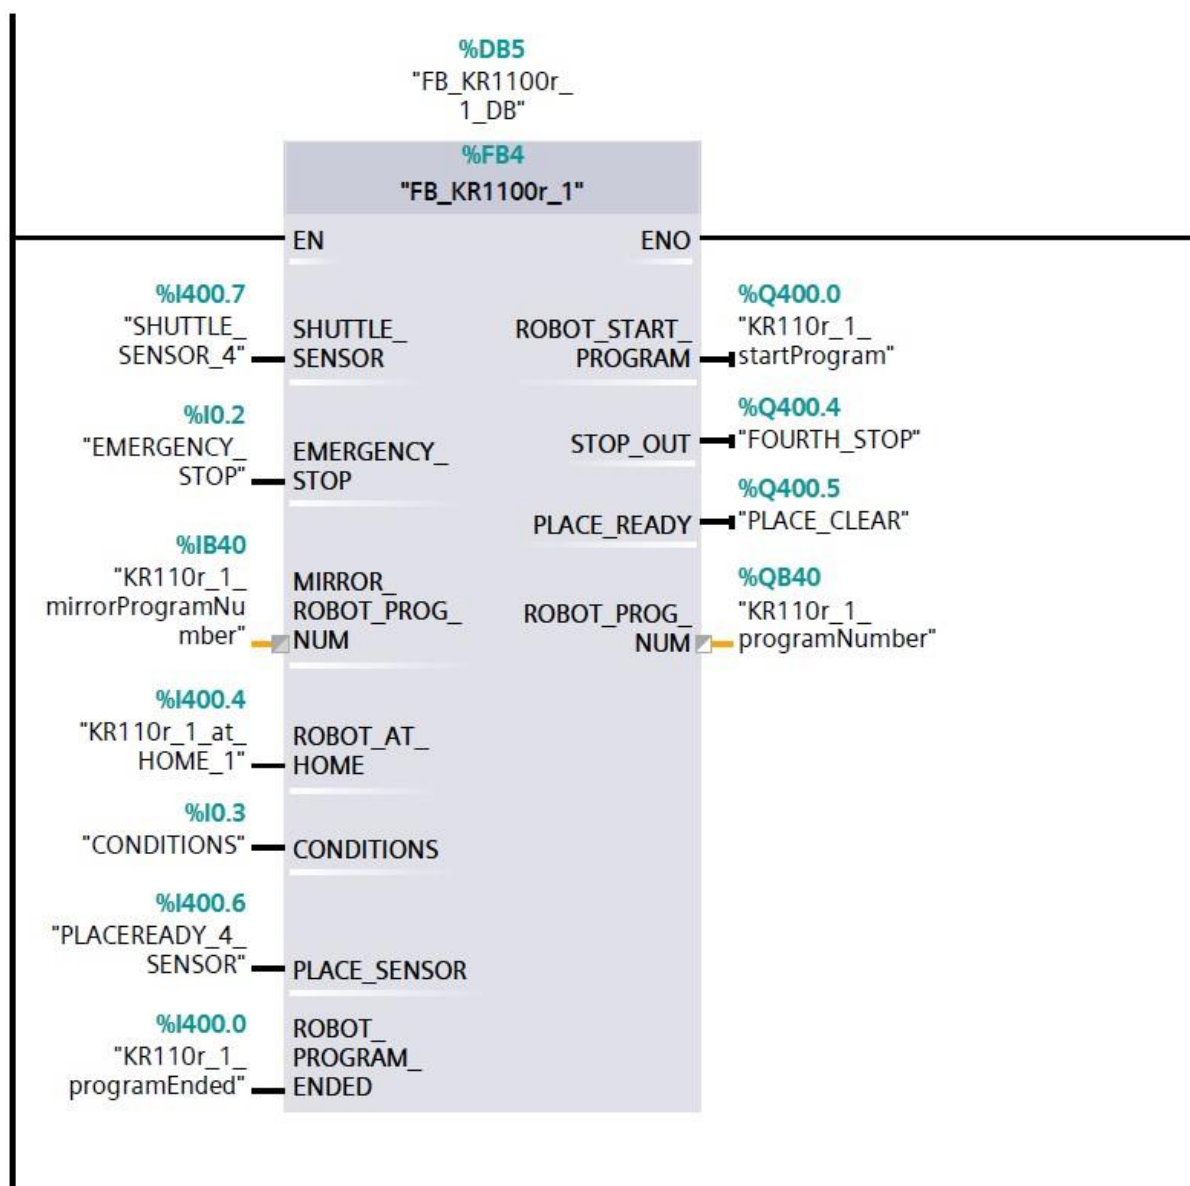 %DB5
"FB_KR1100r_
1_DB"
%FB4
"FB_KR1100r_1"
EN
ENO
%I400.7
"SHUTTLE_
SENSOR_4"
SHUTTLE_
SENSOR
%I0.2
"EMERGENCY_
STOP"
EMERGENCY_
STOP
%IB40
"KR110r_1_
mirrorProgramNu
mber"
MIRROR_
ROBOT_PROG_
NUM
%I400.4
"KR110r_1_at_
HOME_1"
ROBOT_AT_
HOME
%I0.3
"CONDITIONS"
CONDITIONS
%I400.6
"PLACEREADY_4_
SENSOR"
PLACE_SENSOR
%I400.0
"KR110r_1_
programEnded"
ROBOT_
PROGRAM_
ENDED
ROBOT_START_
PROGRAM
%Q400.0
"KR110r_1_
startProgram"
STOP_OUT
%Q400.4
"FOURTH_STOP"
PLACE_READY
%Q400.5
"PLACE_CLEAR"
ROBOT_PROG_
NUM
%QB40
"KR110r_1_
programNumber"